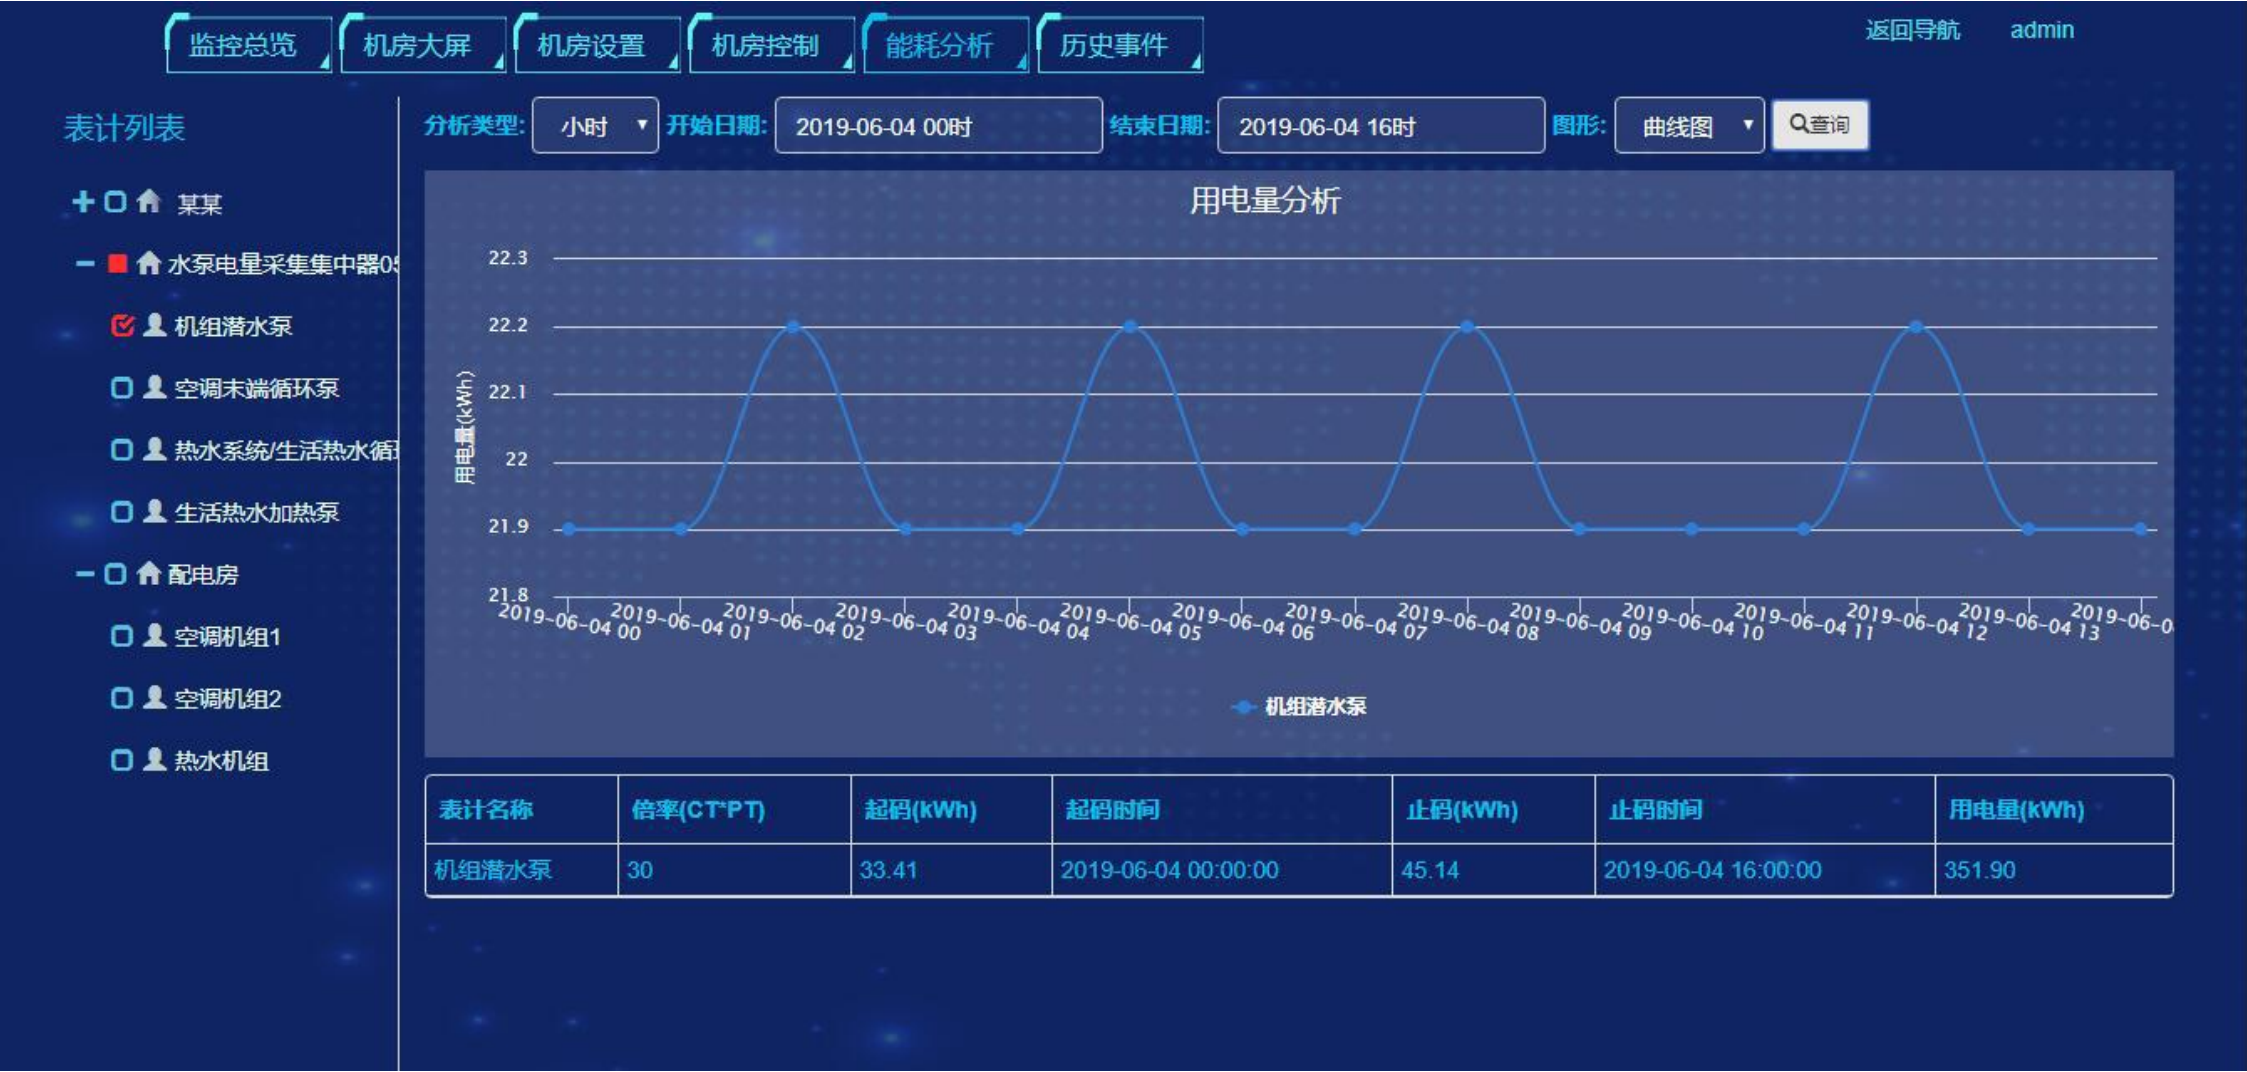 监控总览 机房大屏 机房设置 机房控制 能耗分析 历史事件 返回导航 admin
表计列表
某某
水泵电量采集集中器05
机组潜水泵
空调末端循环泵
热水系统/生活热水循
生活热水加热泵
配电房
空调机组1
空调机组2
热水机组
分析类型: 小时 开始日期: 2019-06-04 00时 结束日期: 2019-06-04 16时 图形: 曲线图 查询
用电量分析
用电量(kWh)
22.3
22.2
22.1
22
21.9
21.8
2019-06-04 00 2019-06-04 01 2019-06-04 02 2019-06-04 03 2019-06-04 04 2019-06-04 05 2019-06-04 06 2019-06-04 07 2019-06-04 08 2019-06-04 09 2019-06-04 10 2019-06-04 11 2019-06-04 12 2019-06-04 13 2019-06-0
机组潜水泵
表计名称 倍率(CT*PT) 起码(kWh) 起码时间 止码(kWh) 止码时间 用电量(kWh)
机组潜水泵 30 33.41 2019-06-04 00:00:00 45.14 2019-06-04 16:00:00 351.90